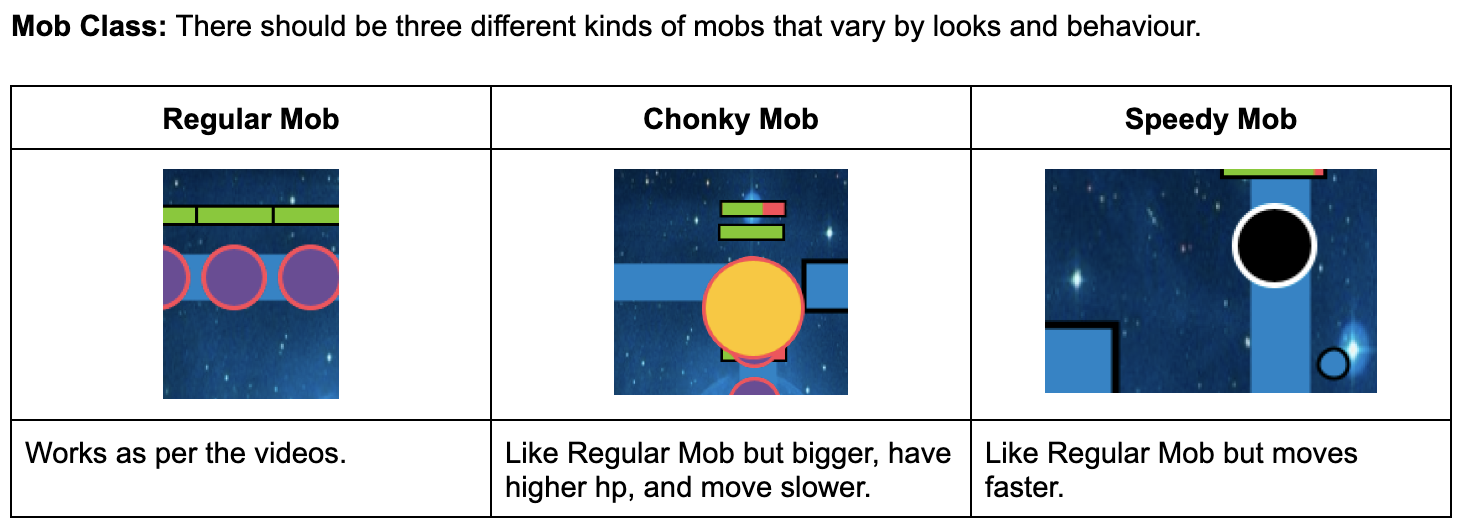 Mob Class: There should be three different kinds of mobs that vary by looks and behaviour.
Regular Mob
Chonky Mob
Speedy Mob
Works as per the videos.
Like Regular Mob but bigger, have
higher hp, and move slower.
Like Regular Mob but moves
faster.